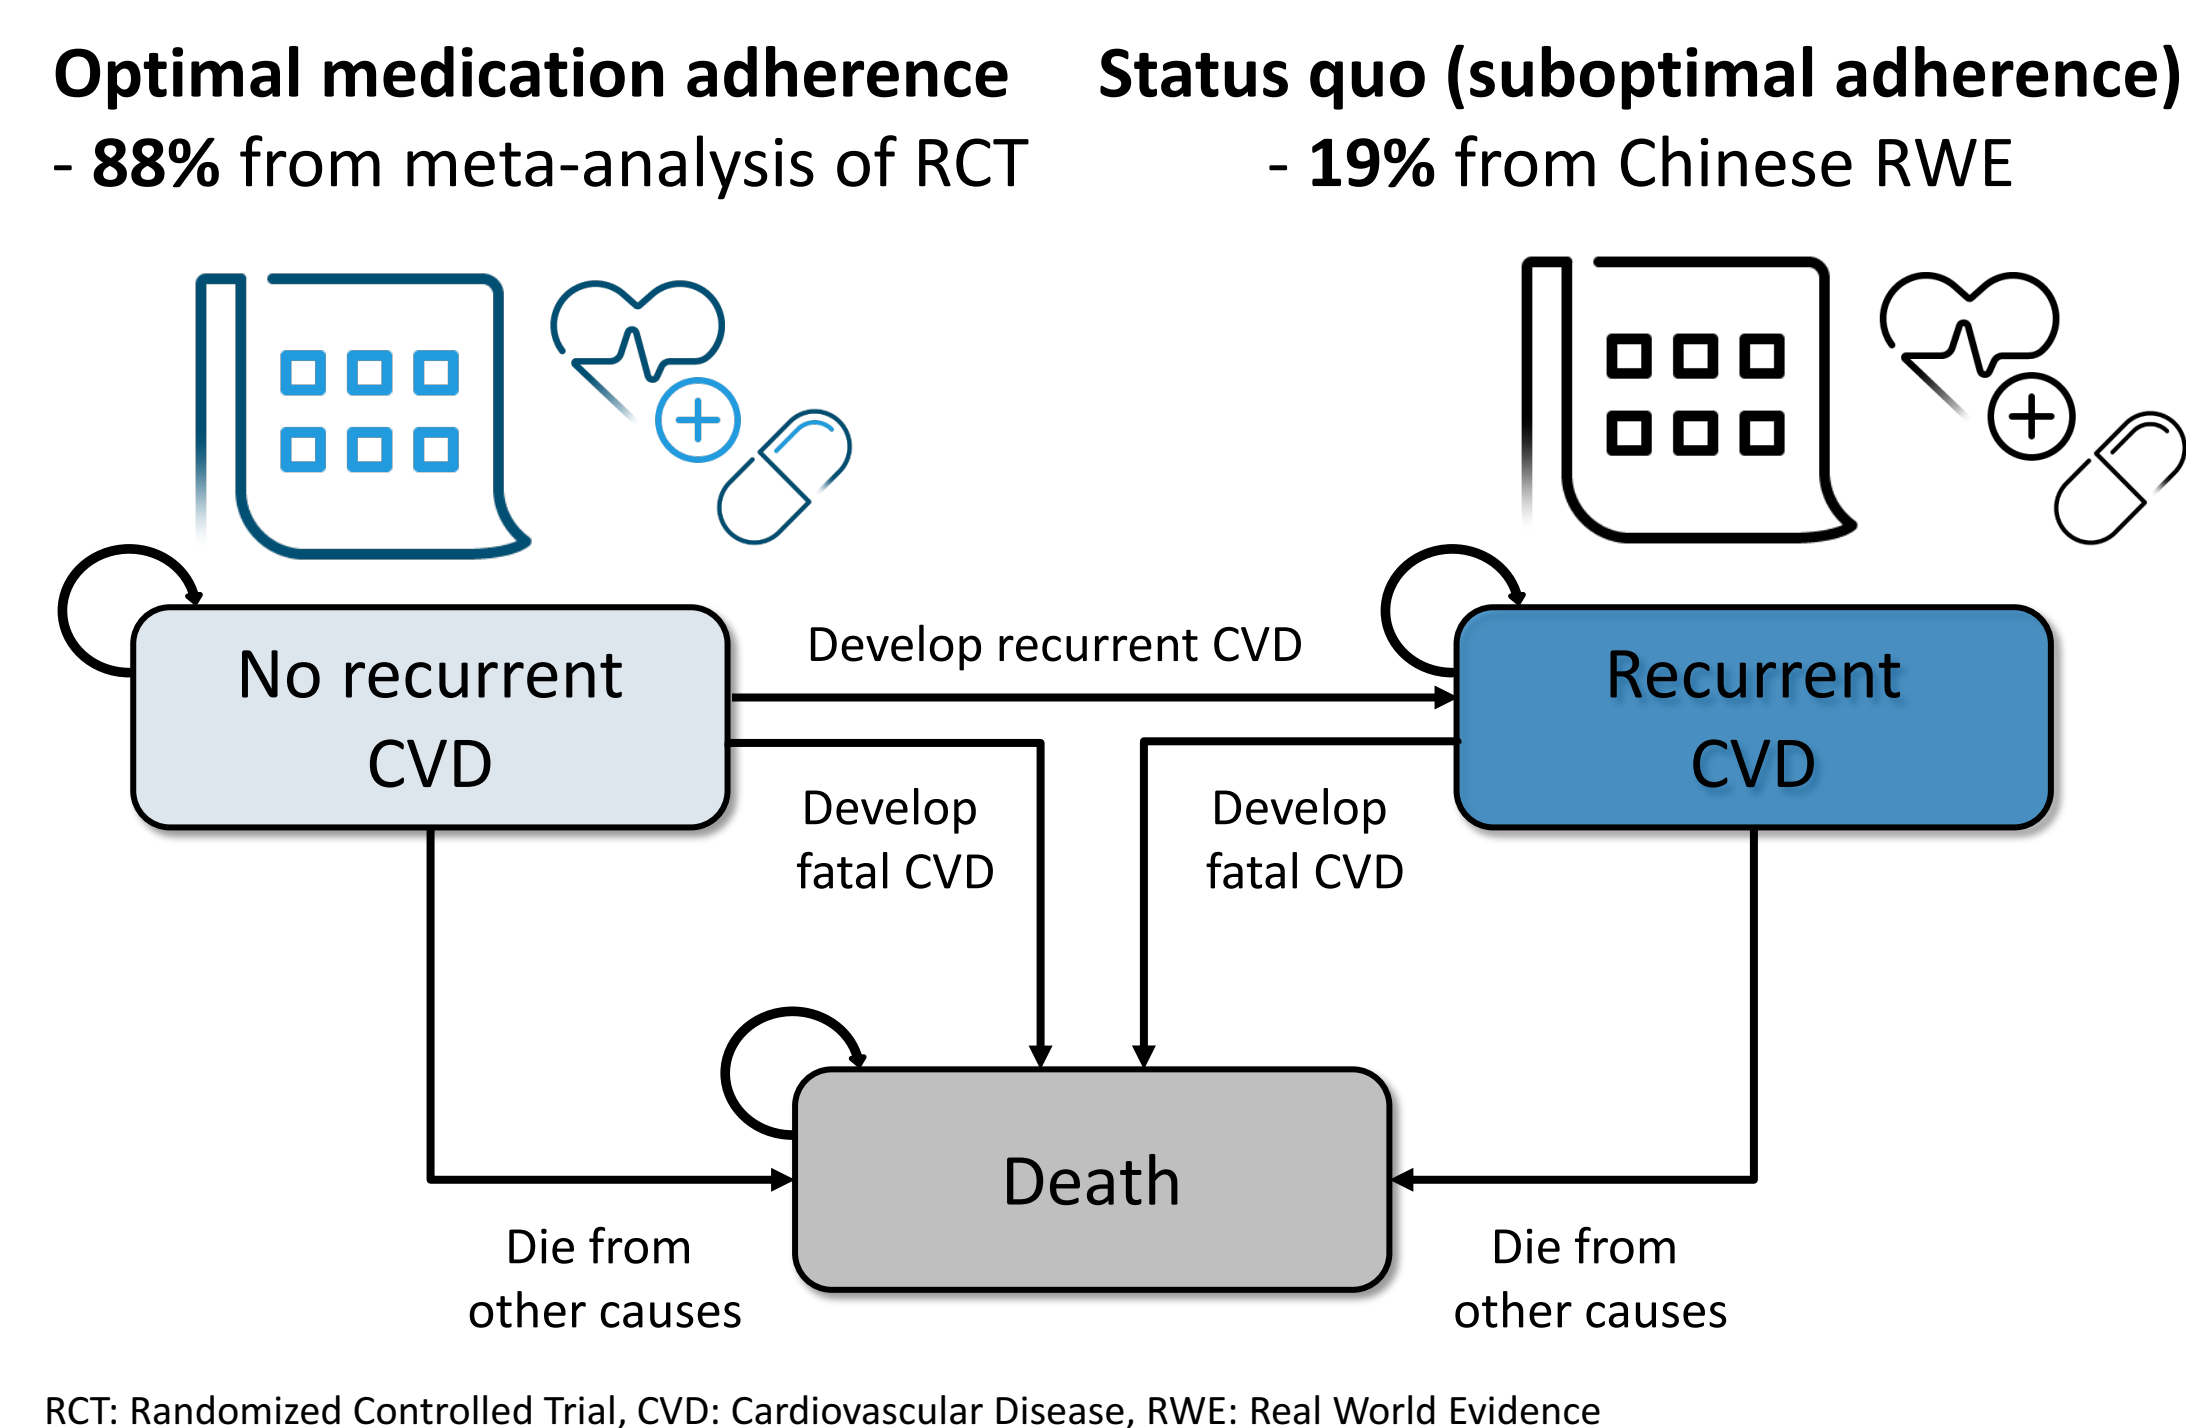 Optimal medication adherence
- 88% from meta-analysis of RCT
Status quo (suboptimal adherence)
- 19% from Chinese RWE
No recurrent
CVD
Develop recurrent CVD
Recurrent
CVD
Develop
fatal CVD
Develop
fatal CVD
Death
Die from
other causes
Die from
other causes
RCT: Randomized Controlled Trial, CVD: Cardiovascular Disease, RWE: Real World Evidence